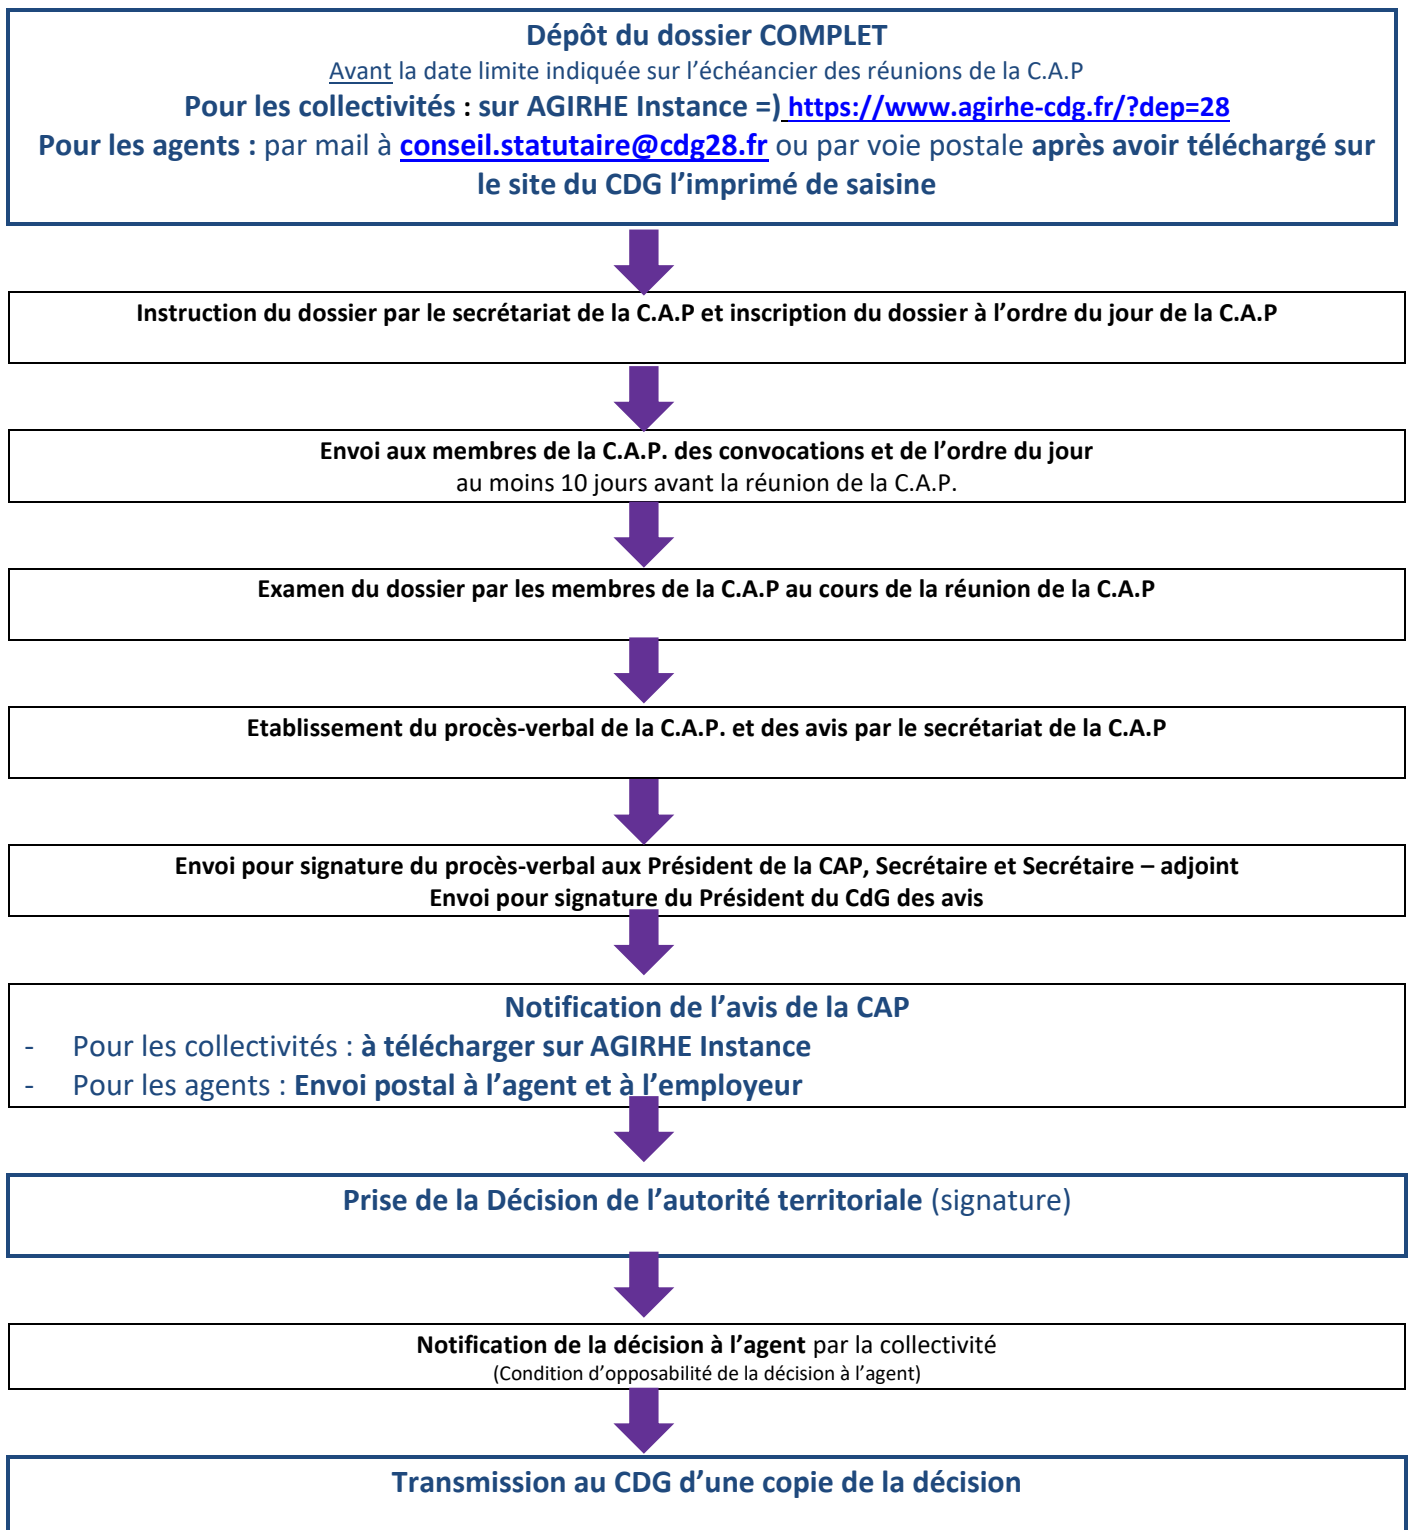 Dépôt du dossier COMPLET
Avant la date limite indiquée sur l’échéancier des réunions de la C.A.P
Pour les collectivités : sur AGIRHE Instance =) https://www.agirhe-cdg.fr/?dep=28
Pour les agents : par mail à conseil.statutaire@cdg28.fr ou par voie postale après avoir téléchargé sur
le site du CDG l’imprimé de saisine
Instruction du dossier par le secrétariat de la C.A.P et inscription du dossier à l’ordre du jour de la C.A.P
Envoi aux membres de la C.A.P. des convocations et de l’ordre du jour
au moins 10 jours avant la réunion de la C.A.P.
Examen du dossier par les membres de la C.A.P au cours de la réunion de la C.A.P
Etablissement du procès-verbal de la C.A.P. et des avis par le secrétariat de la C.A.P
Envoi pour signature du procès-verbal aux Président de la CAP, Secrétaire et Secrétaire – adjoint
Envoi pour signature du Président du CdG des avis
Notification de l’avis de la CAP
- Pour les collectivités : à télécharger sur AGIRHE Instance
- Pour les agents : Envoi postal à l’agent et à l’employeur
Prise de la Décision de l’autorité territoriale (signature)
Notification de la décision à l’agent par la collectivité
(Condition d’opposabilité de la décision à l’agent)
Transmission au CDG d’une copie de la décision